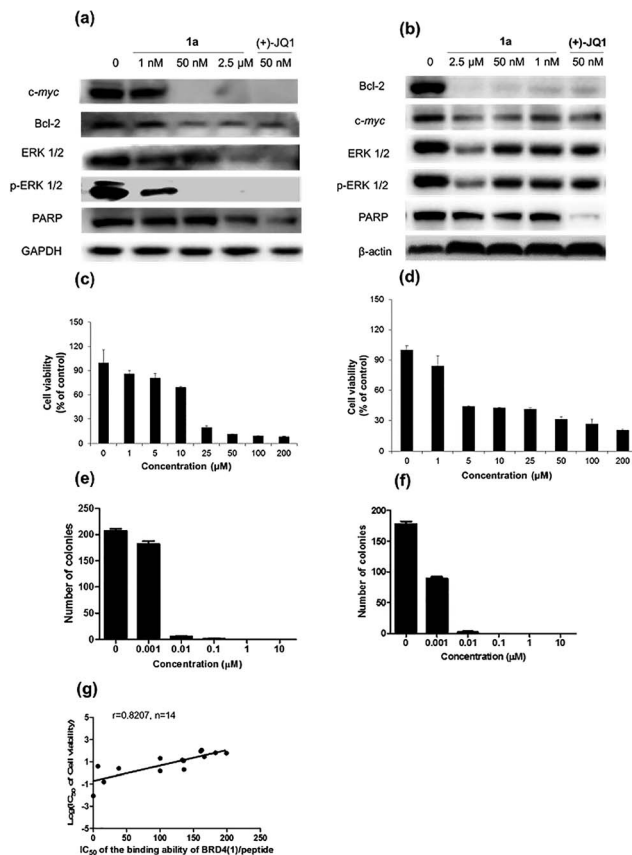 (a)
1a (+)-JQ1
0 1 nM 50 nM 2.5 µM 50 nM
c-myc
Bcl-2
ERK 1/2
p-ERK 1/2
PARP
GAPDH
(b)
1a (+)-JQ1
0 2.5 µM 50 nM 1 nM 50 nM
Bcl-2
c-myc
ERK 1/2
p-ERK 1/2
PARP
β-actin
(c)
Cell viability
(% of control)
150
120
90
60
30
0
0 1 5 10 25 50 100 200
Concentration (µM)
(d)
Cell viability
(% of control)
150
120
90
60
30
0
0 1 5 10 25 50 100 200
Concentration (µM)
(e)
Number of colonies
250
200
150
100
50
0
0 0.001 0.01 0.1 1 10
Concentration (µM)
(f)
Number of colonies
200
150
100
50
0
0 0.001 0.01 0.1 1 10
Concentration (µM)
(g)
r=0.8207, n=14
Log(IC50 of Cell viability)
5
3
1
-1
-3
-5
0 50 100 150 200 250
IC50 of the binding ability of BRD4(1)/peptide